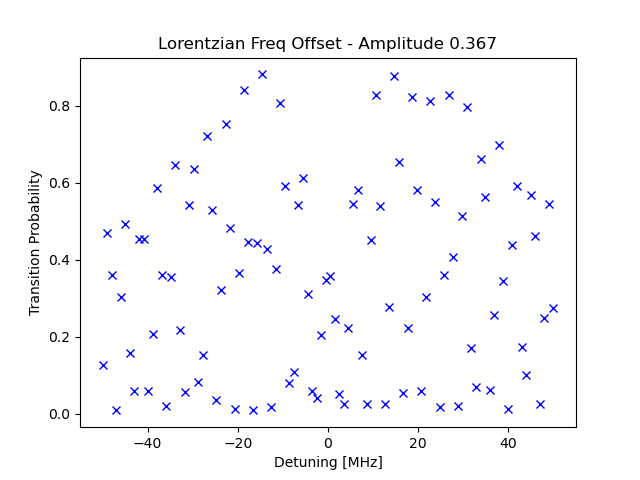 Lorentzian Freq Offset - Amplitude 0.367
Transition Probability
0.8
0.6
0.4
0.2
0.0
−40 −20 0 20 40
Detuning [MHz]